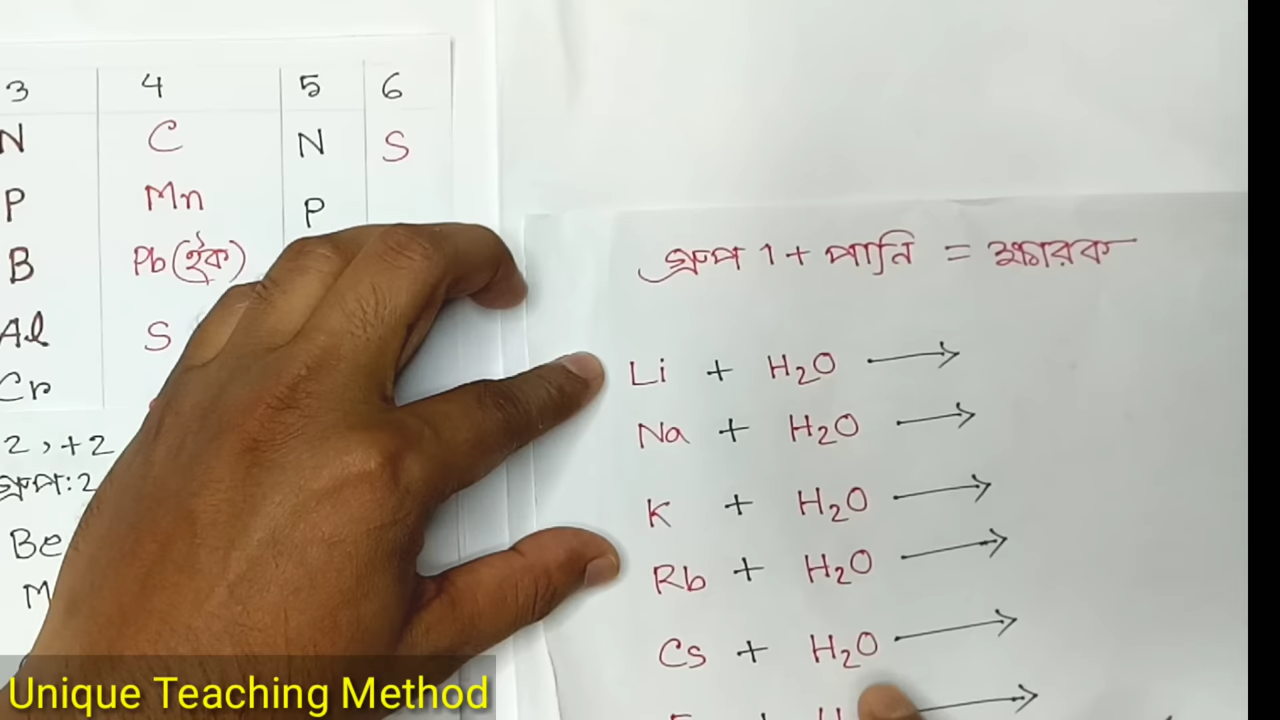 3 4 5 6
N C N S
P Mn P
B Pb (ইক)
Al S
Cr
2, +2
গ্রুপ: 2
Be
M
গ্রুপ 1 + পানি = ক্ষারক
Li + H₂O →
Na + H₂O →
K + H₂O →
Rb + H₂O →
Cs + H₂O →
Unique Teaching Method